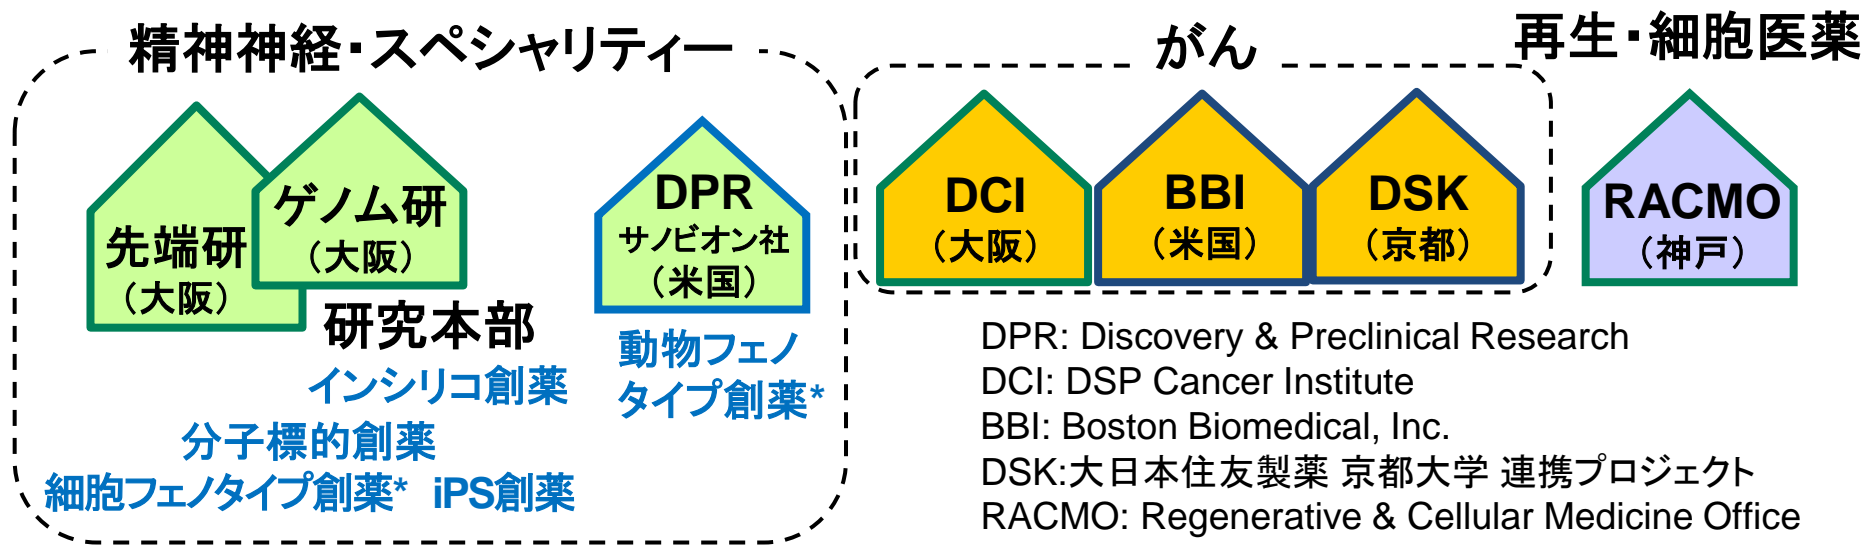 精神神経・スペシャリティー
がん
再生・細胞医薬
先端研
(大阪)
ゲノム研
(大阪)
研究本部
インシリコ創薬
分子標的創薬
細胞フェノタイプ創薬* iPS創薬
DPR
サノビオン社
(米国)
動物フェノ
タイプ創薬*
DCI
(大阪)
BBI
(米国)
DSK
(京都)
RACMO
(神戸)
DPR: Discovery & Preclinical Research
DCI: DSP Cancer Institute
BBI: Boston Biomedical, Inc.
DSK:大日本住友製薬 京都大学 連携プロジェクト
RACMO: Regenerative & Cellular Medicine Office